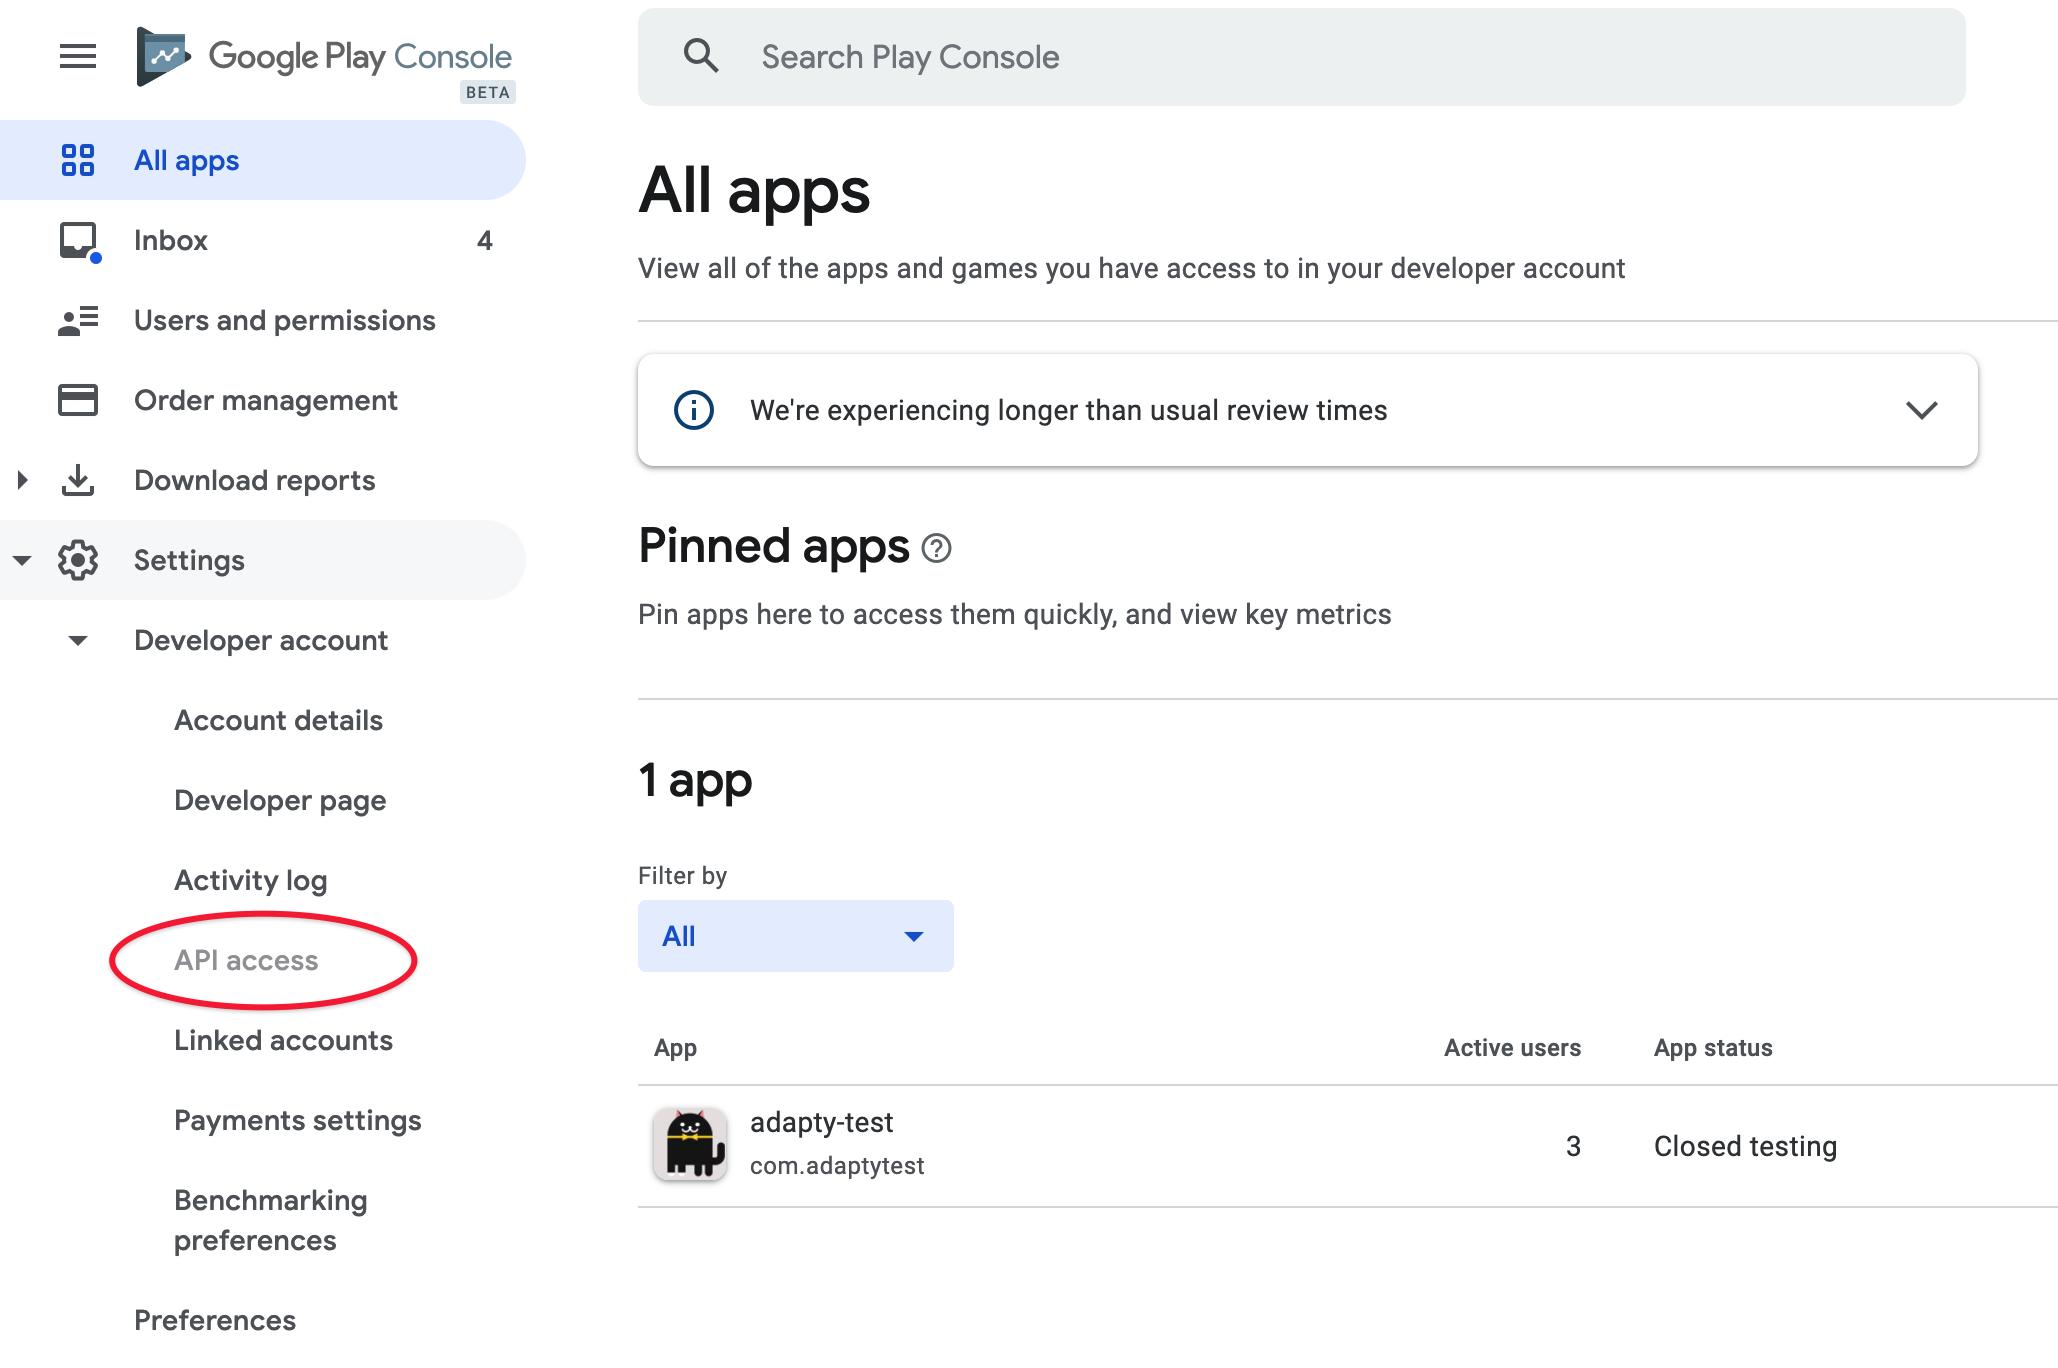 Google Play Console
BETA
Search Play Console
All apps
Inbox 4
Users and permissions
Order management
Download reports
Settings
Developer account
Account details
Developer page
Activity log
API access
Linked accounts
Payments settings
Benchmarking
preferences
Preferences
All apps
View all of the apps and games you have access to in your developer account
We're experiencing longer than usual review times
Pinned apps
Pin apps here to access them quickly, and view key metrics
1 app
Filter by
All
App Active users App status
adapty-test
com.adaptytest
3 Closed testing